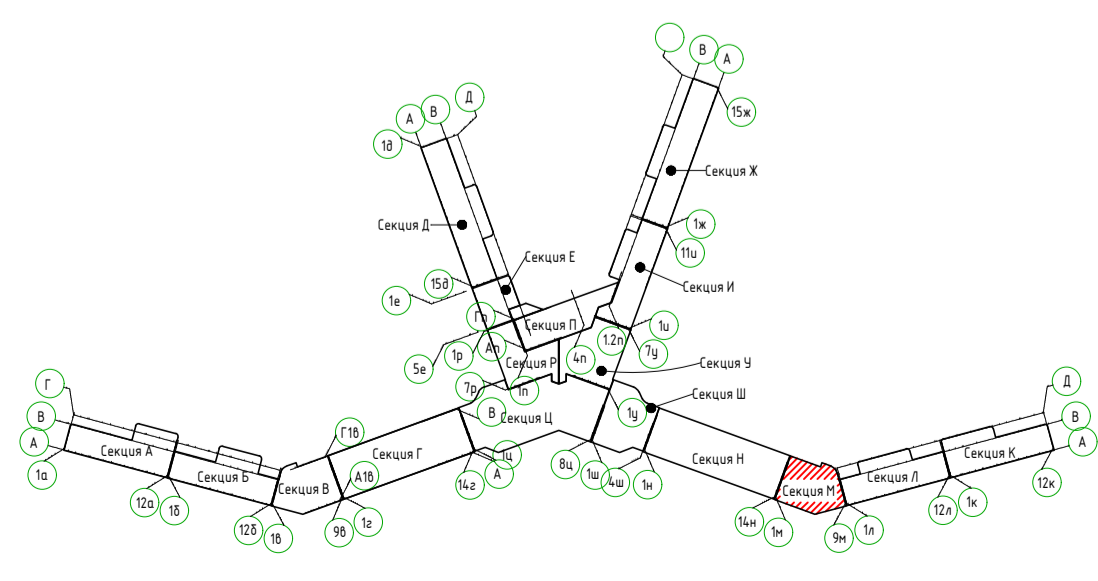 В
А
Д
15ж
В
А
1д
Секция Ж
Секция Д
1ж
11и
Секция Е
15д
Секция И
1е
Гп
Секция П
1и
1р
Ап
1.2п
7у
5е
Секция Р
4п
Секция У
Г
7р
1п
Д
Секция Ш
В
В
Секция Ц
1у
В
А
Г1в
А
Секция А
Секция Г
1ц
Секция Н
Секция К
1а
А
8ц
Секция Б
А1в
14г
1ш
4ш
1н
Секция Л
12к
Секция В
Секция М
12а
1б
12л
1к
12б
1в
9в
1г
14н
1м
9м
1л